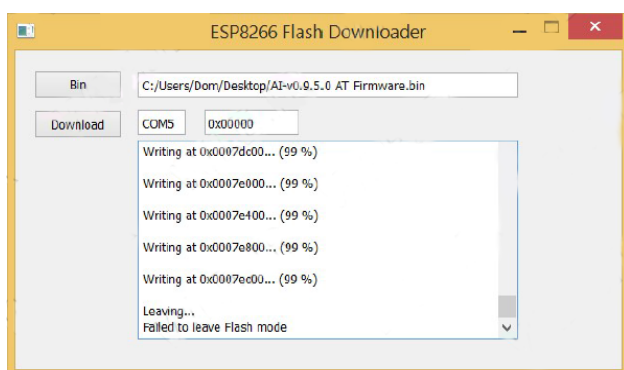 ESP8266 Flash Downloader
Bin C:/Users/Dom/Desktop/AI-v0.9.5.0 AT Firmware.bin
Download COM5 0x00000
Writing at 0x0007dc00... (99 %)
Writing at 0x0007e000... (99 %)
Writing at 0x0007e400... (99 %)
Writing at 0x0007e800... (99 %)
Writing at 0x0007ec00... (99 %)
Leaving...
Failed to leave Flash mode